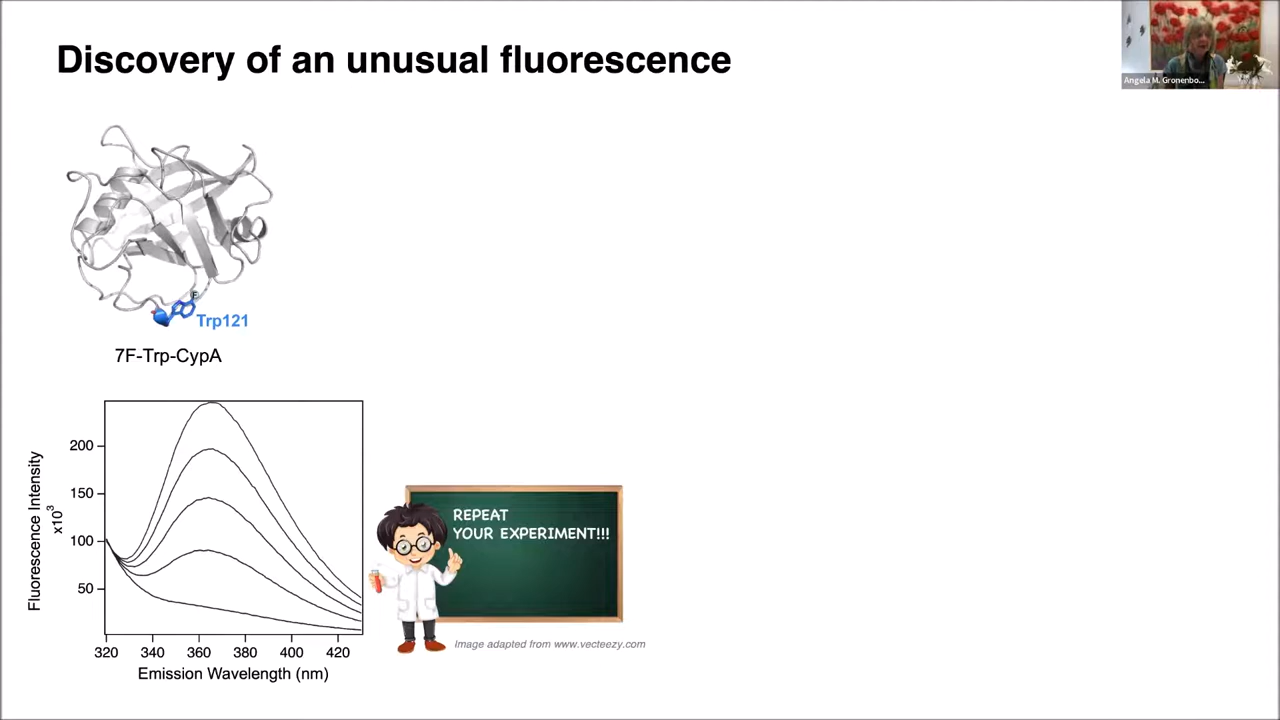 Discovery of an unusual fluorescence
Angela M. Gronenbo...
F
Trp121
7F-Trp-CypA
Fluorescence Intensity
x10³
200
150
100
50
320 340 360 380 400 420
Emission Wavelength (nm)
REPEAT
YOUR EXPERIMENT!!!
Image adapted from www.vecteezy.com